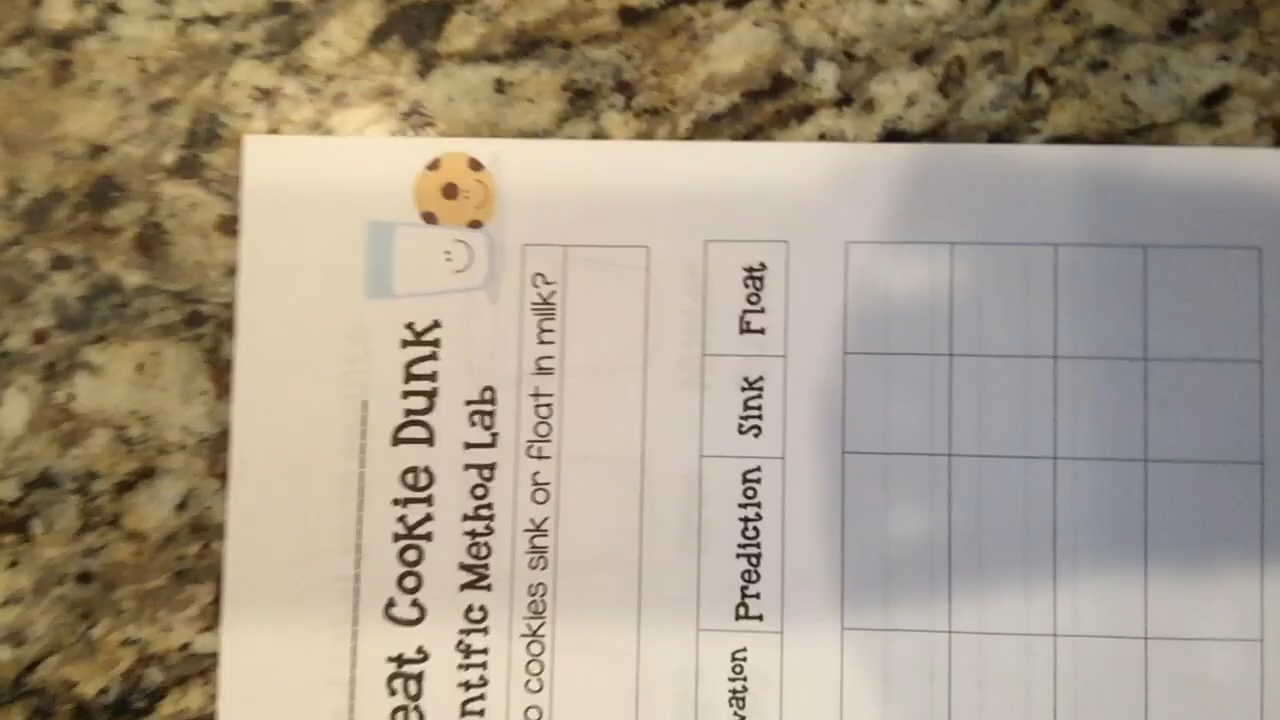 eat Cookie Dunk
ntific Method Lab
o cookies sink or float in milk?
vation Prediction Sink Float